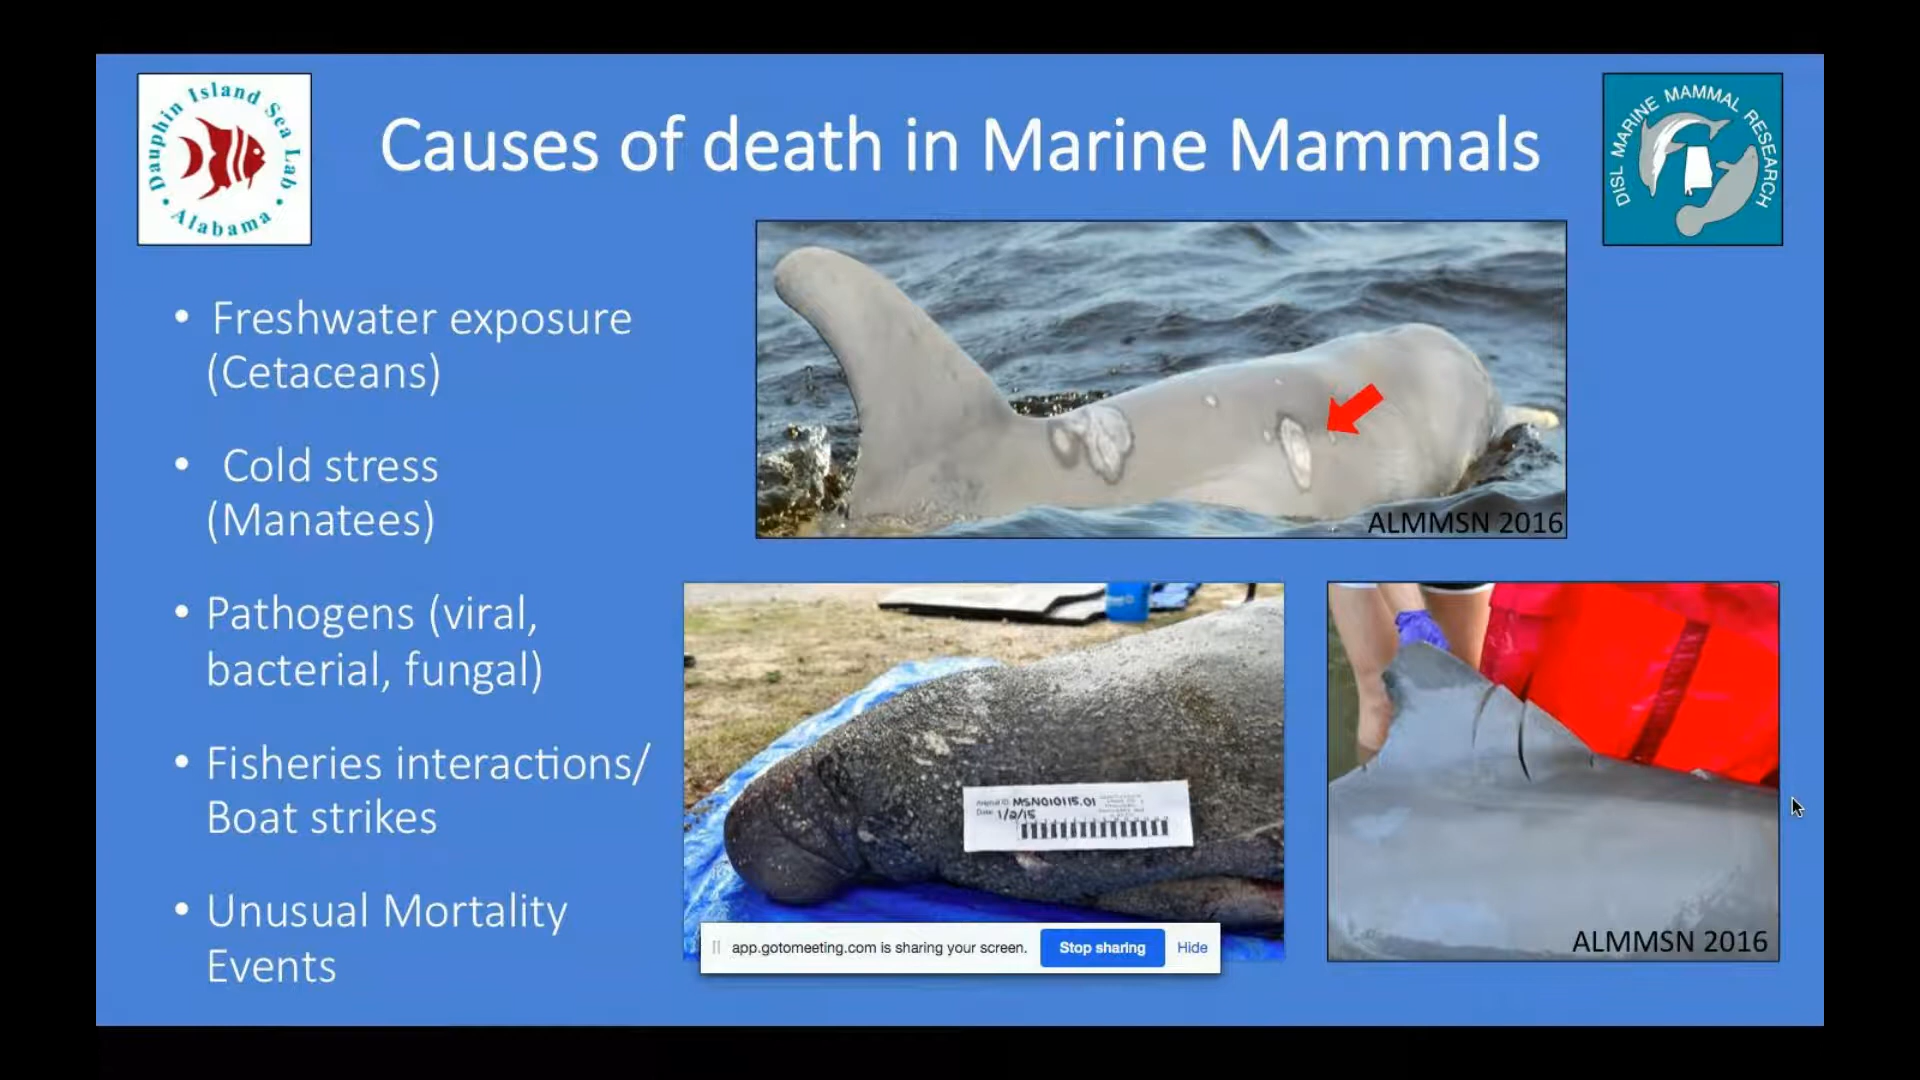 Dauphin Island Sea Lab
Alabama
Causes of death in Marine Mammals
DISL MARINE MAMMAL RESEARCH
• Freshwater exposure
(Cetaceans)
• Cold stress
(Manatees)
• Pathogens (viral,
bacterial, fungal)
• Fisheries interactions/
Boat strikes
• Unusual Mortality
Events
ALMMSN 2016
Animal ID: MSN010115.01
Date: 1/2/15
ALMMSN 2016
app.gotomeeting.com is sharing your screen.
Stop sharing
Hide